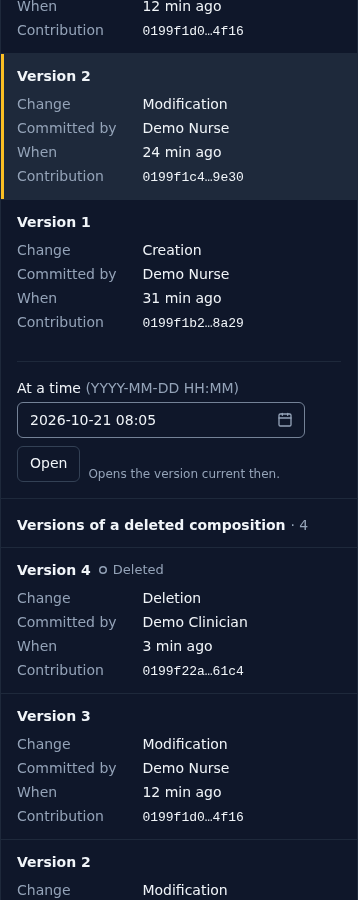 When 12 min ago
Contribution 0199f1d0…4f16
Version 2
Change Modification
Committed by Demo Nurse
When 24 min ago
Contribution 0199f1c4…9e30
Version 1
Change Creation
Committed by Demo Nurse
When 31 min ago
Contribution 0199f1b2…8a29
At a time (YYYY-MM-DD HH:MM)
2026-10-21 08:05
Open Opens the version current then.
Versions of a deleted composition · 4
Version 4 Deleted
Change Deletion
Committed by Demo Clinician
When 3 min ago
Contribution 0199f22a…61c4
Version 3
Change Modification
Committed by Demo Nurse
When 12 min ago
Contribution 0199f1d0…4f16
Version 2
Change Modification